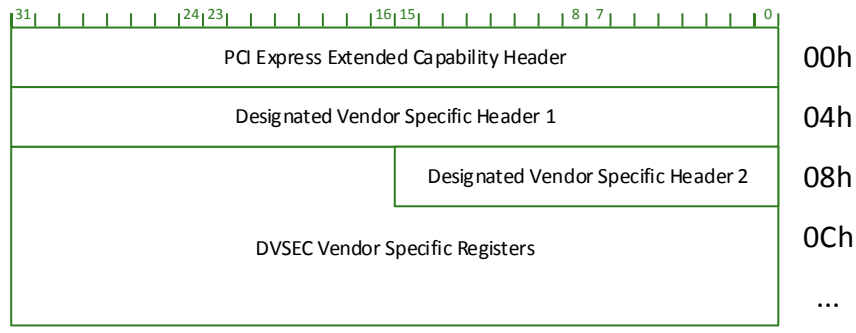 31 24 23 16 15 8 7 0
PCI Express Extended Capability Header 00h
Designated Vendor Specific Header 1 04h
Designated Vendor Specific Header 2 08h
DVSEC Vendor Specific Registers 0Ch
...